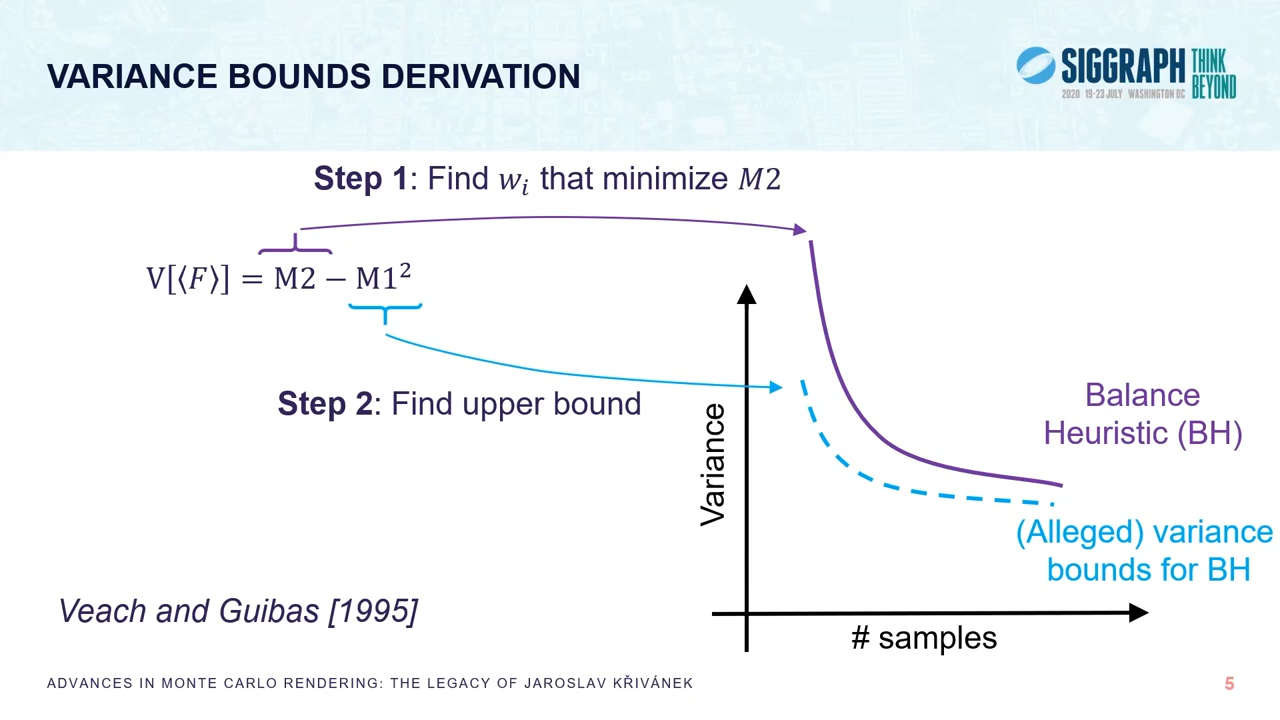 VARIANCE BOUNDS DERIVATION
SIGGRAPH
THINK
BEYOND
2020 19-23 JULY WASHINGTON DC
Step 1: Find wᵢ that minimize M2
V[⟨F⟩] = M2 − M1²
Step 2: Find upper bound
Variance
Balance
Heuristic (BH)
(Alleged) variance
bounds for BH
Veach and Guibas [1995]
# samples
ADVANCES IN MONTE CARLO RENDERING: THE LEGACY OF JAROSLAV KŘIVÁNEK
5